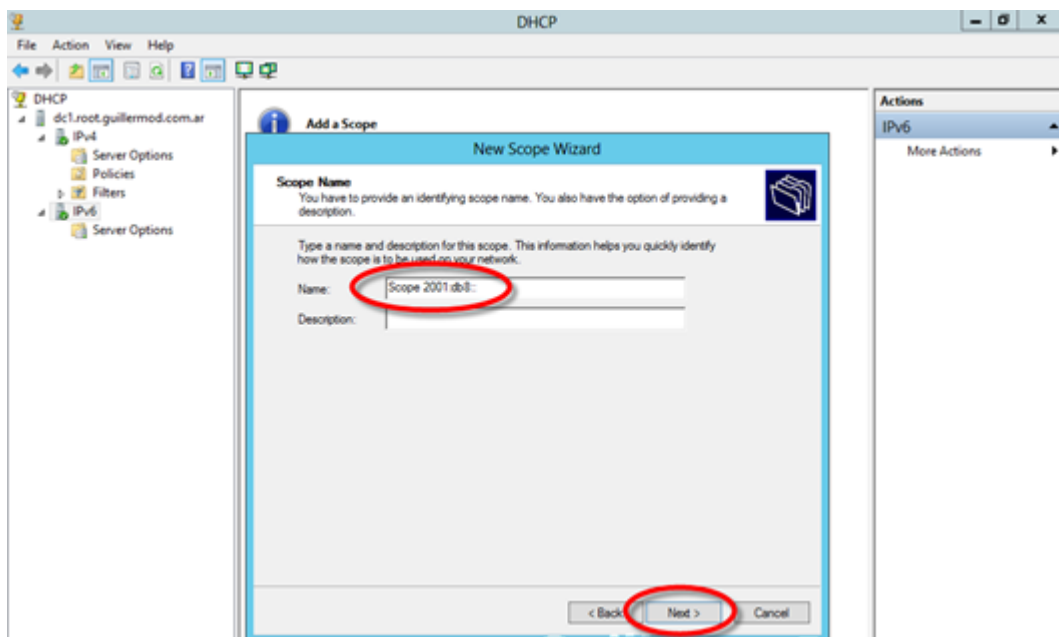 DHCP
File Action View Help
DHCP
dc1.root.guillermod.com.ar
IPv4
Server Options
Policies
Filters
IPv6
Server Options
Add a Scope
New Scope Wizard
Scope Name
You have to provide an identifying scope name. You also have the option of providing a
description.
Type a name and description for this scope. This information helps you quickly identify
how the scope is to be used on your network.
Name: Scope 2001:db8::
Description:
< Back Next > Cancel
Actions
IPv6
More Actions